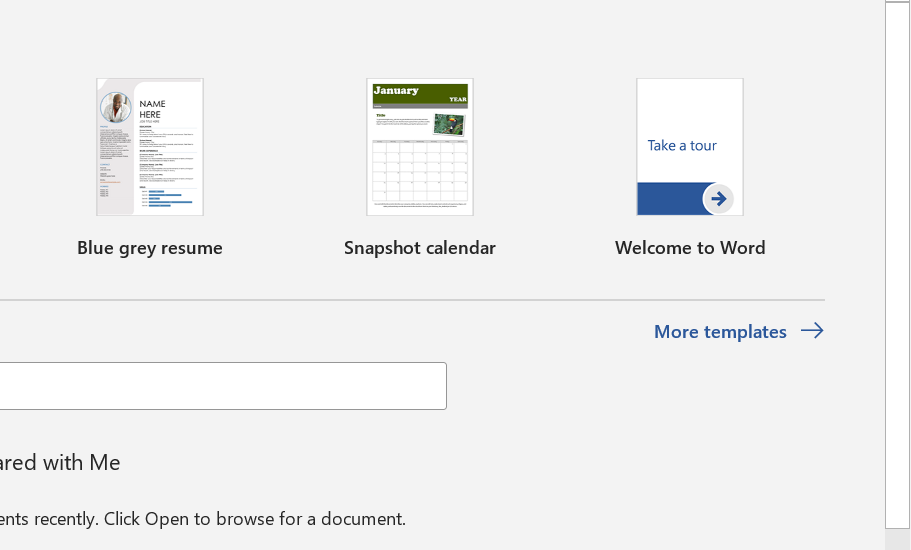 NAME
HERE
January
YEAR
Title
Take a tour
Blue grey resume
Snapshot calendar
Welcome to Word
More templates
ared with Me
ents recently. Click Open to browse for a document.